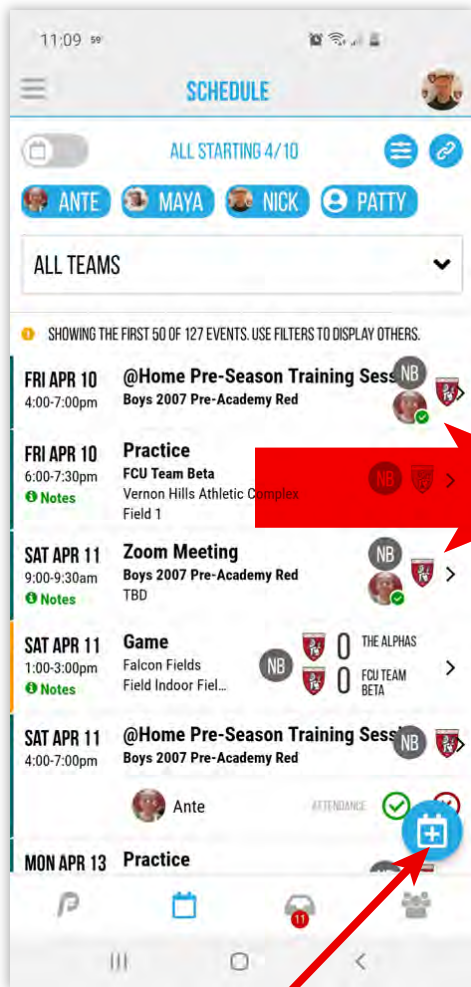 11:09 59
SCHEDULE
ALL STARTING 4/10
ANTE MAYA NICK PATTY
ALL TEAMS
SHOWING THE FIRST 50 OF 127 EVENTS. USE FILTERS TO DISPLAY OTHERS.
FRI APR 10 @Home Pre-Season Training Sess NB
4:00-7:00pm Boys 2007 Pre-Academy Red
FRI APR 10 Practice
6:00-7:30pm FCU Team Beta NB
Notes Vernon Hills Athletic Complex
Field 1
SAT APR 11 Zoom Meeting NB
9:00-9:30am Boys 2007 Pre-Academy Red
Notes TBD
SAT APR 11 Game 0 THE ALPHAS
1:00-3:00pm Falcon Fields NB
Notes Field Indoor Fiel... 0 FCU TEAM
BETA
SAT APR 11 @Home Pre-Season Training Sess NB
4:00-7:00pm Boys 2007 Pre-Academy Red
Ante ATTENDANCE
MON APR 13 Practice
11